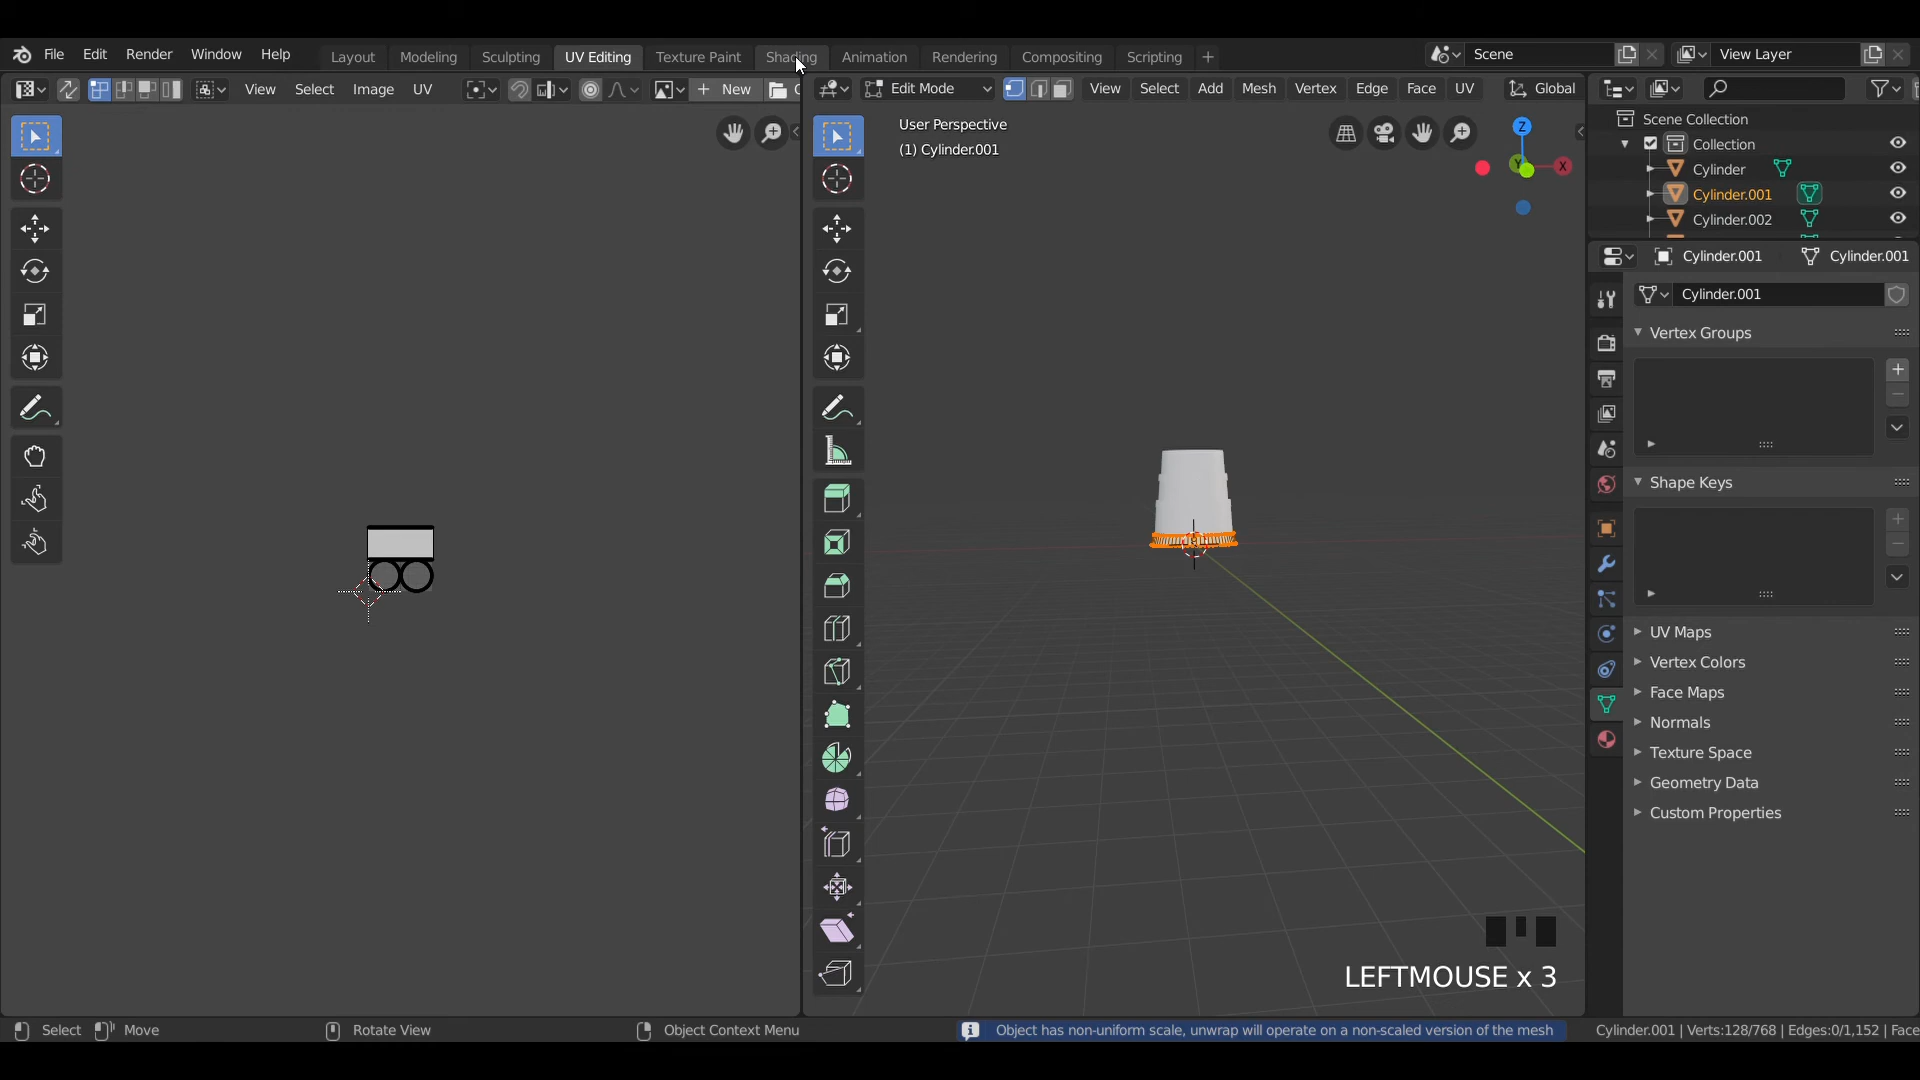 File Edit Render Window Help Layout Modeling Sculpting UV Editing Texture Paint Shading Animation Rendering Compositing Scripting + Scene View Layer
View Select Image UV New Edit Mode View Select Add Mesh Vertex Edge Face UV Global
User Perspective
(1) Cylinder.001
Z
Y
X
Scene Collection
Collection
Cylinder
Cylinder.001
Cylinder.002
Cylinder.001 Cylinder.001
Cylinder.001
Vertex Groups
Shape Keys
UV Maps
Vertex Colors
Face Maps
Normals
Texture Space
Geometry Data
Custom Properties
LEFTMOUSE x 3
Select Move Rotate View Object Context Menu Object has non-uniform scale, unwrap will operate on a non-scaled version of the mesh Cylinder.001 | Verts:128/768 | Edges:0/1,152 | Face